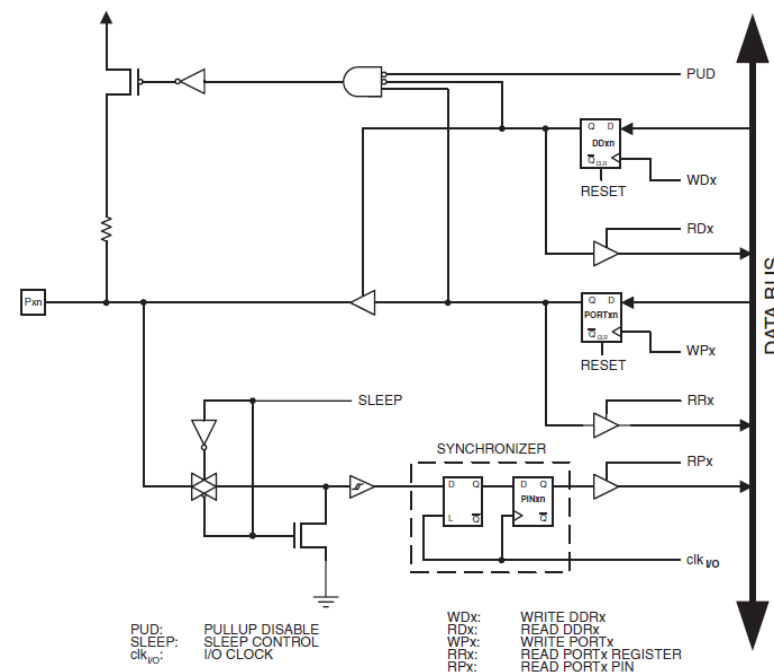 PUD
Q D
DDxn
Q CLR
RESET
WDx
RDx
Pxn
Q D
PORTxn
Q CLR
RESET
WPx
DATA BUS
SLEEP
RRx
SYNCHRONIZER
RPx
D Q
L Q
D Q
PINxn
Q
clk I/O
PUD: PULLUP DISABLE
SLEEP: SLEEP CONTROL
clk I/O: I/O CLOCK
WDx: WRITE DDRx
RDx: READ DDRx
WPx: WRITE PORTx
RRx: READ PORTx REGISTER
RPx: READ PORTx PIN